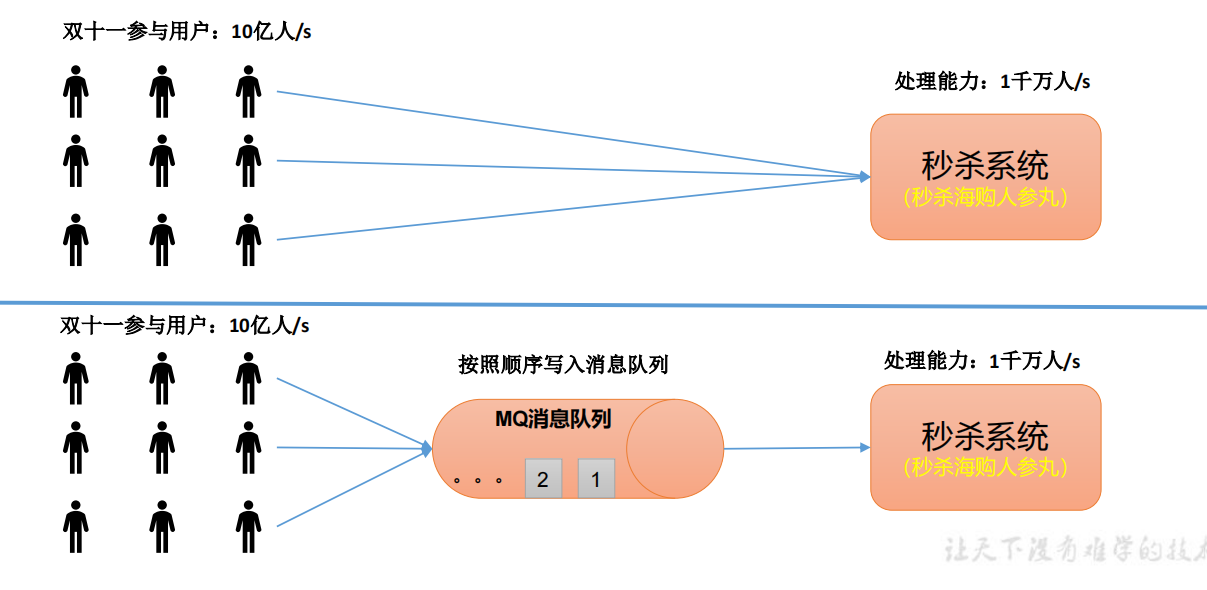 双十一参与用户：10亿人/s
处理能力：1千万人/s
秒杀系统
（秒杀海购人参丸）
双十一参与用户：10亿人/s
按照顺序写入消息队列
处理能力：1千万人/s
MQ消息队列
。。。 2 1
秒杀系统
（秒杀海购人参丸）
让天下没有难学的技术